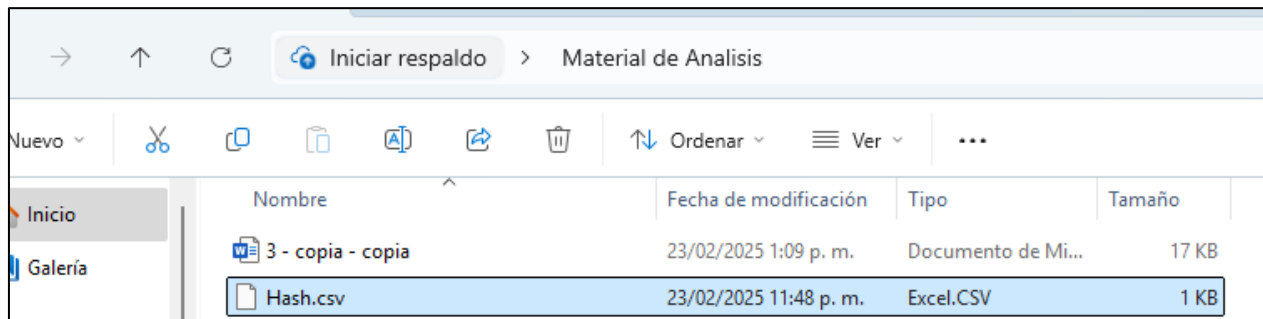 Iniciar respaldo > Material de Analisis
Nuevo Ordenar Ver ...
Inicio
Galería
Nombre Fecha de modificación Tipo Tamaño
3 - copia - copia 23/02/2025 1:09 p. m. Documento de Mi... 17 KB
Hash.csv 23/02/2025 11:48 p. m. Excel.CSV 1 KB